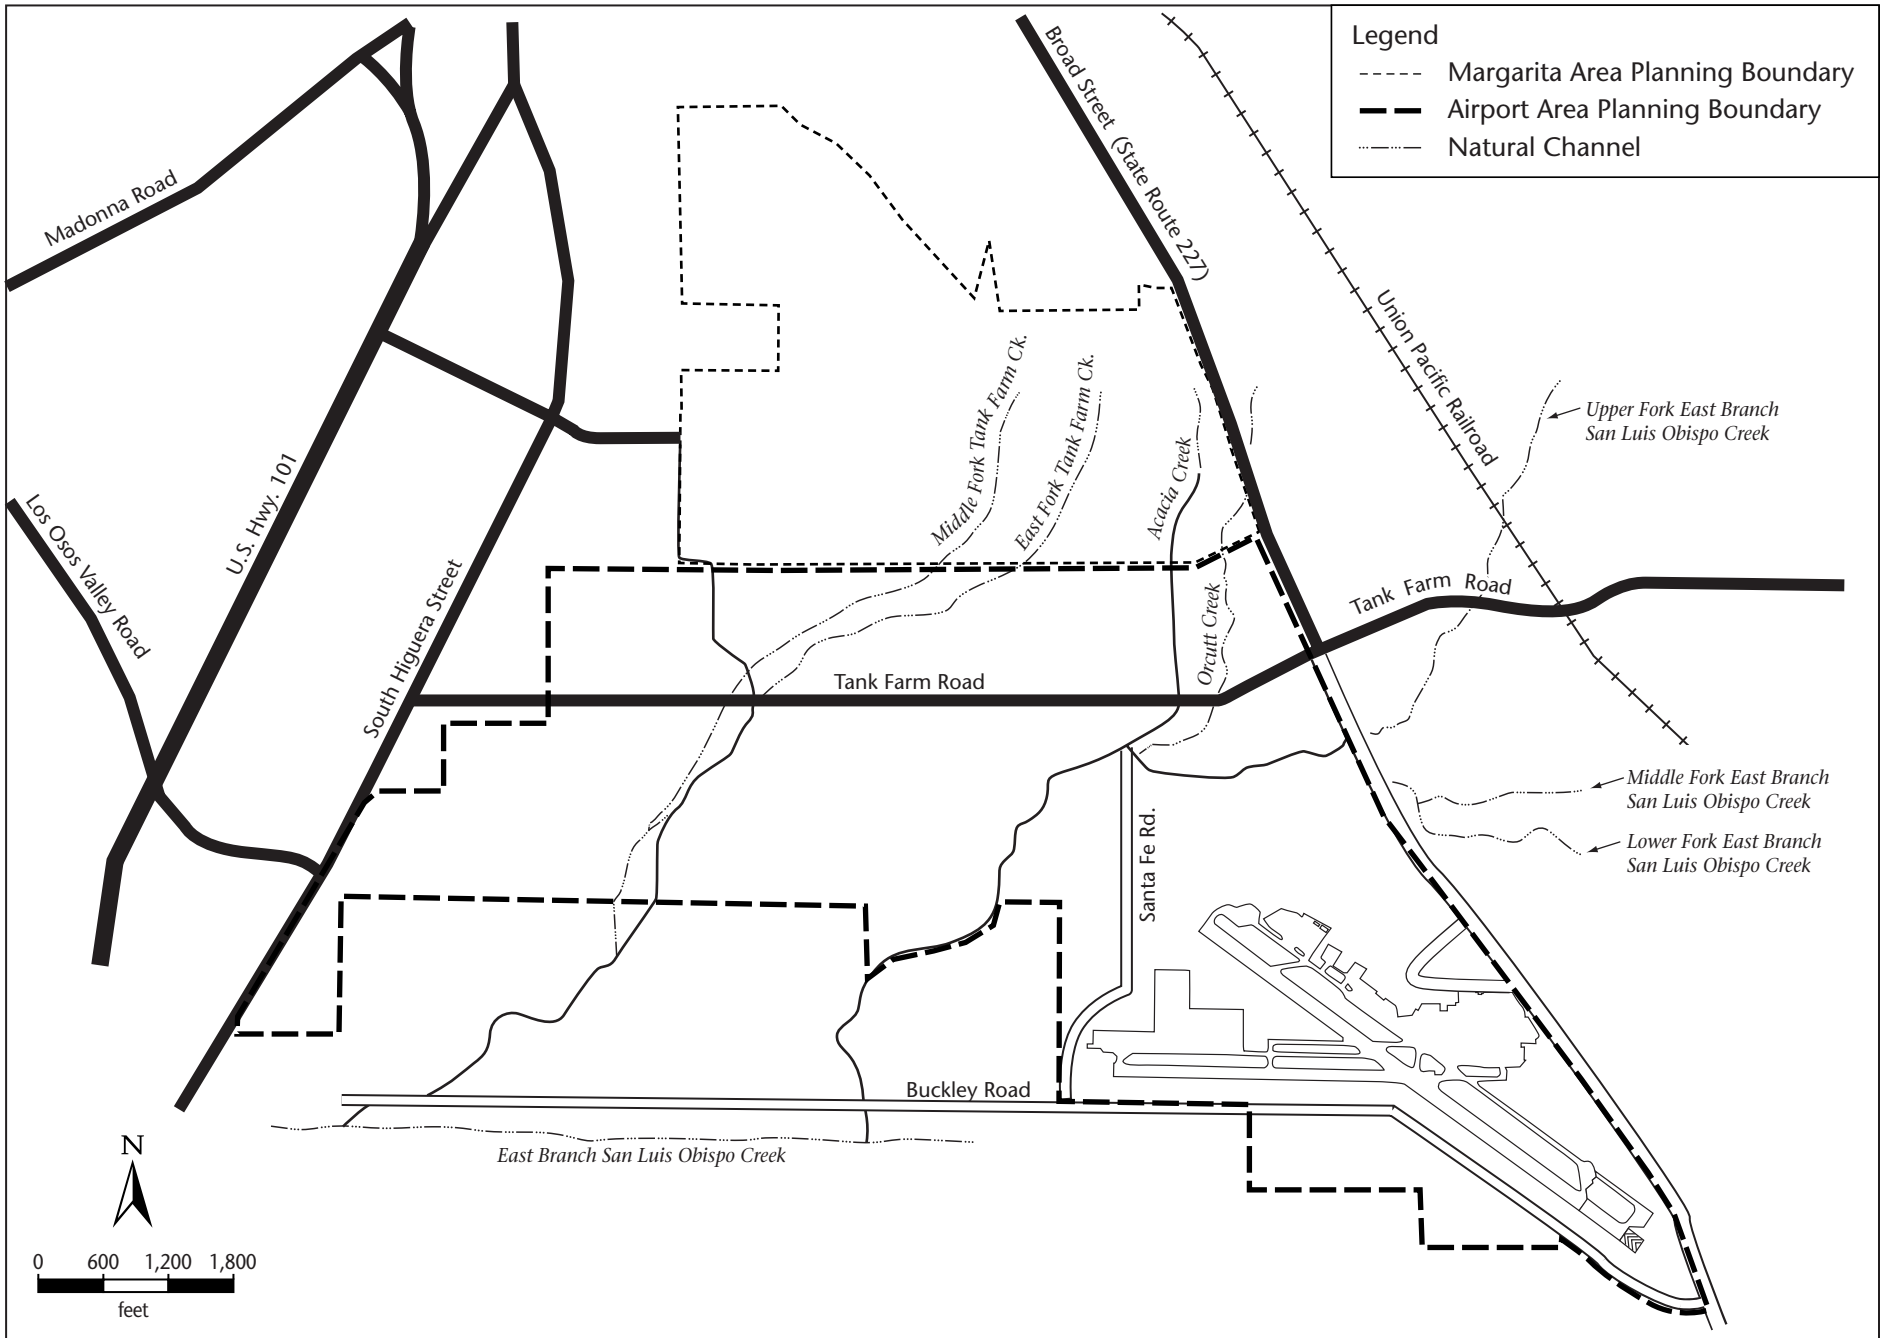 Legend
Margarita Area Planning Boundary
Airport Area Planning Boundary
Natural Channel
Broad Street (State Route 227)
Madonna Road
Union Pacific Railroad
Middle Fork Tank Farm Ck.
East Fork Tank Farm Ck.
Acacia Creek
Upper Fork East Branch
San Luis Obispo Creek
U.S. Hwy. 101
Los Osos Valley Road
South Higuera Street
Orcutt Creek
Tank Farm Road
Tank Farm Road
Middle Fork East Branch
San Luis Obispo Creek
Lower Fork East Branch
San Luis Obispo Creek
Santa Fe Rd.
Buckley Road
East Branch San Luis Obispo Creek
N
0 600 1,200 1,800
feet